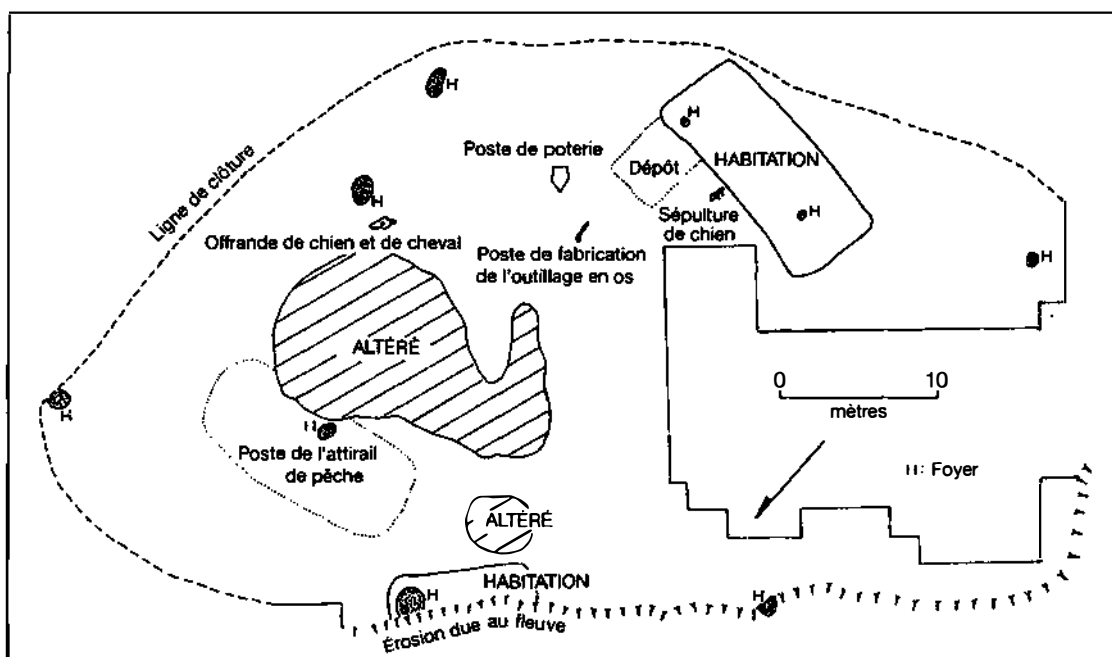 H
Ligne de clôture
H
Poste de poterie
Dépôt
HABITATION
H
H
Offrande de chien et de cheval
Sépulture
de chien
Poste de fabrication
de l'outillage en os
H
ALTÉRÉ
0 10
mètres
H
H
Poste de l'attirail
de pêche
H: Foyer
ALTÉRÉ
HABITATION
H
H
Érosion due au fleuve